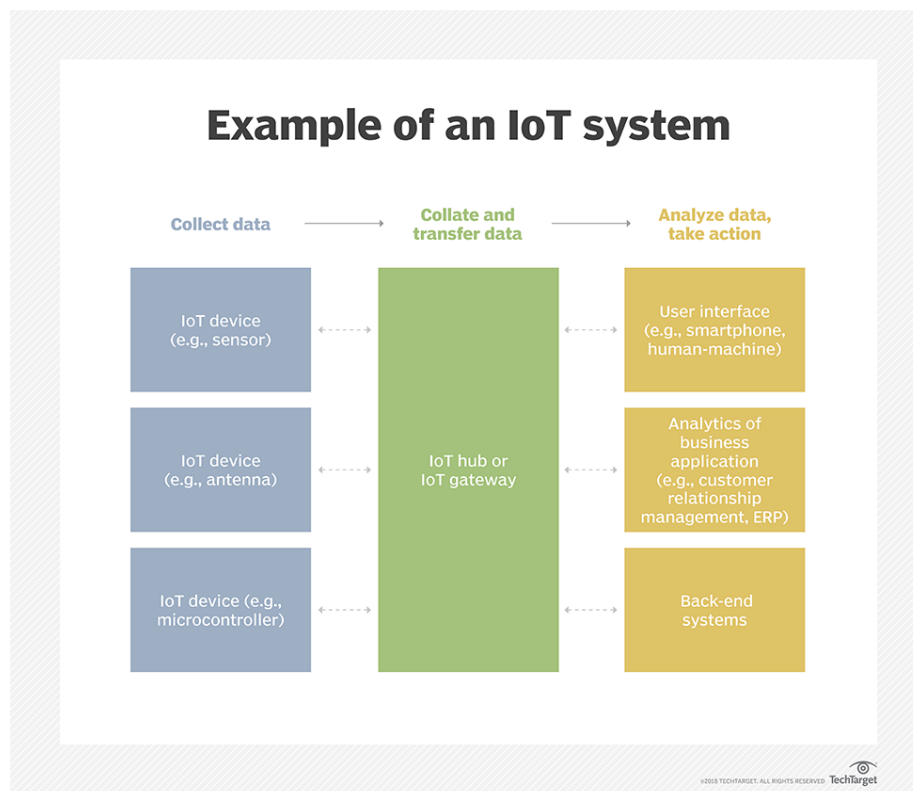 Example of an IoT system
Collect data
Collate and
transfer data
Analyze data,
take action
IoT device
(e.g., sensor)
IoT device
(e.g., antenna)
IoT device (e.g.,
microcontroller)
IoT hub or
IoT gateway
User interface
(e.g., smartphone,
human-machine)
Analytics of
business
application
(e.g., customer
relationship
management, ERP)
Back-end
systems
©2018 TECHTARGET. ALL RIGHTS RESERVED
TechTarget